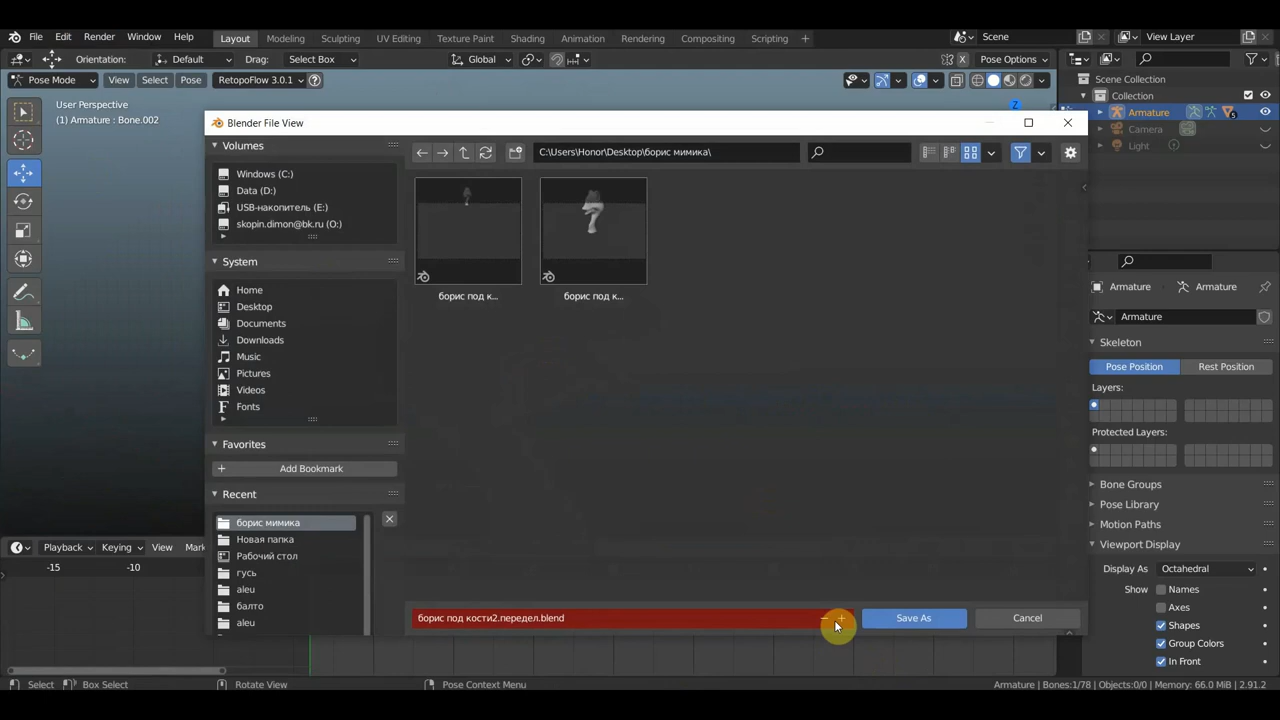 File Edit Render Window Help Layout Modeling Sculpting UV Editing Texture Paint Shading Animation Rendering Compositing Scripting + Scene View Layer
Orientation: Default Drag: Select Box Global Pose Options
Pose Mode View Select Pose RetopoFlow 3.0.1
Scene Collection
Collection
Armature
Camera
Light
User Perspective
(1) Armature : Bone.002
Z
Blender File View
Volumes
Windows (C:)
Data (D:)
USB-накопитель (E:)
skopin.dimon@bk.ru (O:)
System
Home
Desktop
Documents
Downloads
Music
Pictures
Videos
Fonts
Favorites
Add Bookmark
Recent
борис мимика
Новая папка
Рабочий стол
гусь
aleu
балто
aleu
C:\Users\Honor\Desktop\борис мимика\
борис под к... борис под к...
борис под кости2.передел.blend
Save As Cancel
Armature Armature
Armature
Skeleton
Pose Position Rest Position
Layers:
Protected Layers:
Bone Groups
Pose Library
Motion Paths
Viewport Display
Display As Octahedral
Show Names
Axes
Shapes
Group Colors
In Front
Playback Keying View Mark
-15 -10
Select Box Select Rotate View Pose Context Menu Armature | Bones:1/78 | Objects:0/0 | Memory: 66.0 MiB | 2.91.2